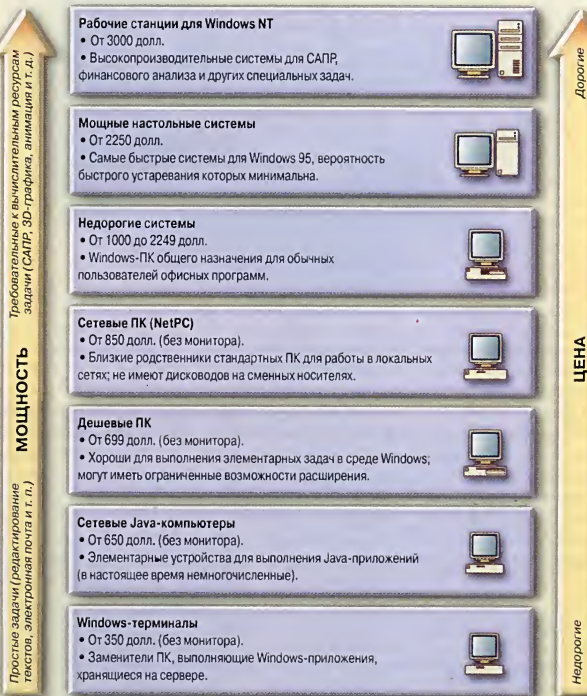 Рабочие станции для Windows NT
• От 3000 долл.
• Высокопроизводительные системы для САПР,
финансового анализа и других специальных задач.
Мощные настольные системы
• От 2250 долл.
• Самые быстрые системы для Windows 95, вероятность
быстрого устаревания которых минимальна.
Недорогие системы
• От 1000 до 2249 долл.
• Windows-ПК общего назначения для обычных
пользователей офисных программ.
Сетевые ПК (NetPC)
• От 850 долл. (без монитора).
• Близкие родственники стандартных ПК для работы в локальных
сетях; не имеют дисководов на сменных носителях.
Дешевые ПК
• От 699 долл. (без монитора).
• Хороши для выполнения элементарных задач в среде Windows;
могут иметь ограниченные возможности расширения.
Сетевые Java-компьютеры
• От 650 долл. (без монитора).
• Элементарные устройства для выполнения Java-приложений
(в настоящее время немногочисленные).
Windows-терминалы
• От 350 долл. (без монитора).
• Заменители ПК, выполняющие Windows-приложения,
хранящиеся на сервере.
Требовательные к вычислительным ресурсам
задачи (САПР, 3D-графика, анимация и т. д.)
МОЩНОСТЬ
Простые задачи (редактирование
текстов, электронная почта и т. п.)
Дорогие
ЦЕНА
Недорогие